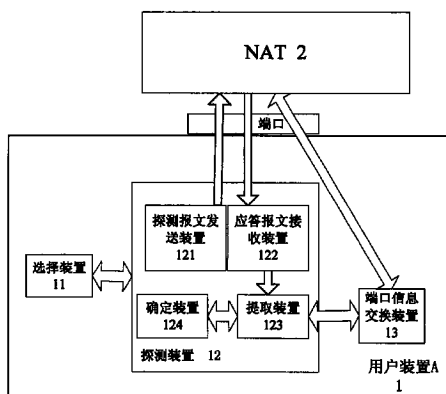 NAT 2
端口
探测报文发
送装置
121
应答报文接
收装置
122
选择装置
11
确定装置
124
提取装置
123
端口信息
交换装置
13
探测装置 12
用户装置A
1